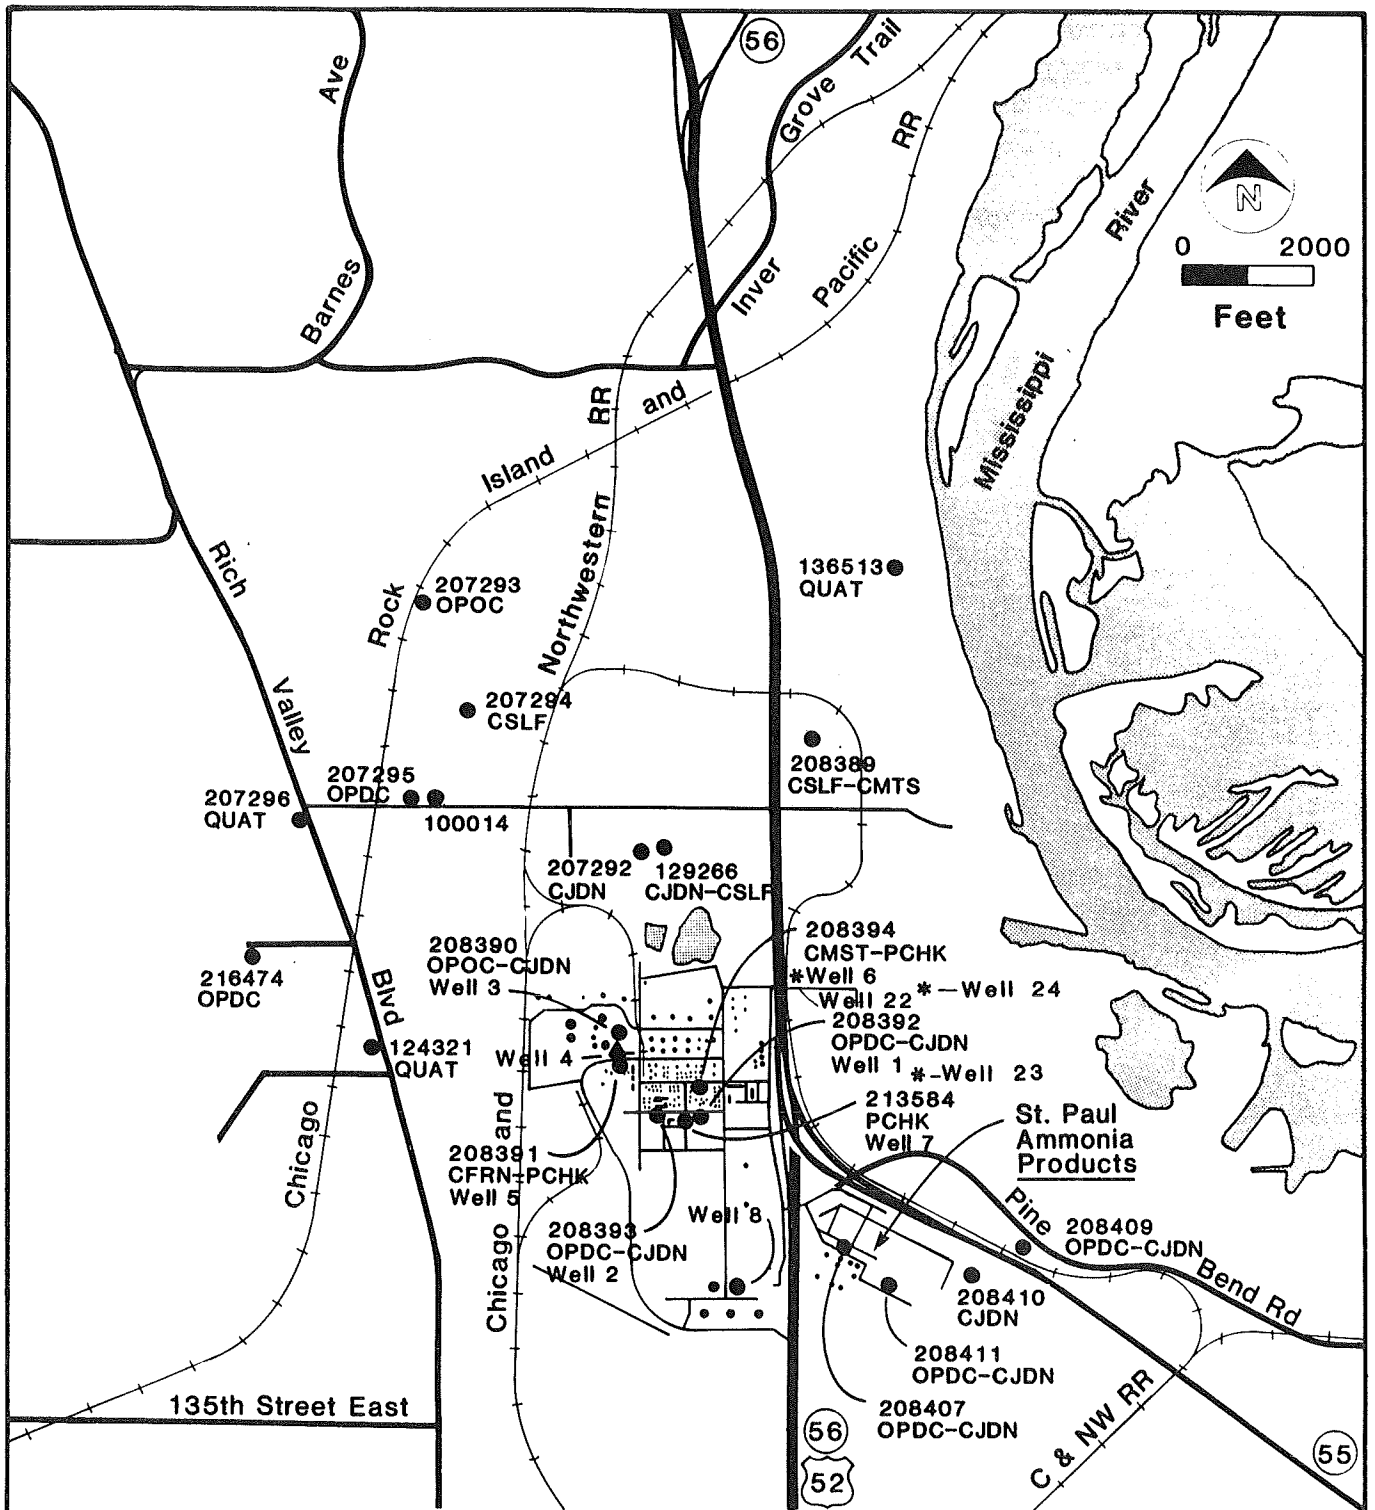 56
Ave
Grove Trail
RR
N
River
0 2000
Feet
Barnes
Inver
Pacific
Mississippi
RR
and
Island
Northwestern
Rich
136513
QUAT
207293
OPOC
Rock
207294
CSLF
Valley
208389
CSLF-CMTS
207295
OPDC
207296
QUAT
100014
207292
CJDN
129266
CJDN-CSLF
208390
OPOC-CJDN
Well 3
208394
CMST-PCHK
*Well 6
Well 22
*-Well 24
216474
OPDC
Blvd
208392
OPDC-CJDN
Well 1
*-Well 23
124321
QUAT
Well 4
213584
PCHK
Well 7
St. Paul
Ammonia
Products
Chicago
and
208391
CFRN-PCHK
Well 5
Pine
Well 8
208409
OPDC-CJDN
208393
OPDC-CJDN
Well 2
Chicago
Bend Rd
208410
CJDN
208411
OPDC-CJDN
135th Street East
208407
OPDC-CJDN
C & NW RR
56
52
55